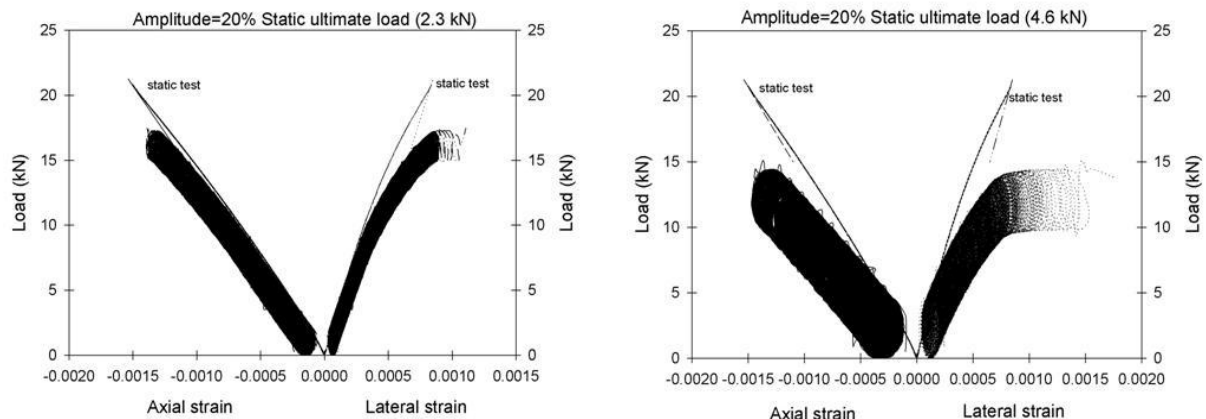 Amplitude=20% Static ultimate load (2.3 kN)
25
20
15
10
5
0
Load (kN)
static test
static test
25
20
15
10
5
0
Load (kN)
-0.0020 -0.0015 -0.0010 -0.0005 0.0000 0.0005 0.0010 0.0015
Axial strain Lateral strain
Amplitude=20% Static ultimate load (4.6 kN)
25
20
15
10
5
0
Load (kN)
static test
static test
25
20
15
10
5
0
Load (kN)
-0.0020 -0.0015 -0.0010 -0.0005 0.0000 0.0005 0.0010 0.0015 0.0020
Axial strain Lateral strain